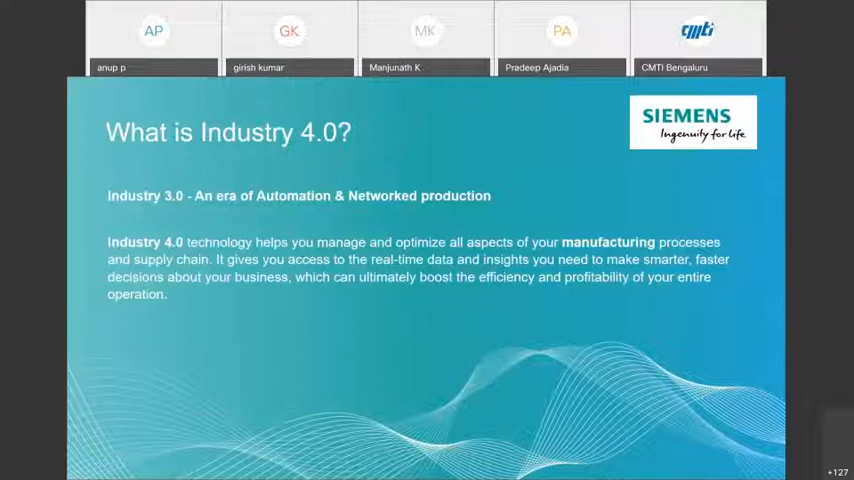 AP
GK
MK
PA
cmti
anup p
girish kumar
Manjunath K
Pradeep Ajadia
CMTI Bengaluru
SIEMENS
Ingenuity for life
What is Industry 4.0?
Industry 3.0 - An era of Automation & Networked production
Industry 4.0 technology helps you manage and optimize all aspects of your manufacturing processes
and supply chain. It gives you access to the real-time data and insights you need to make smarter, faster
decisions about your business, which can ultimately boost the efficiency and profitability of your entire
operation.
+127